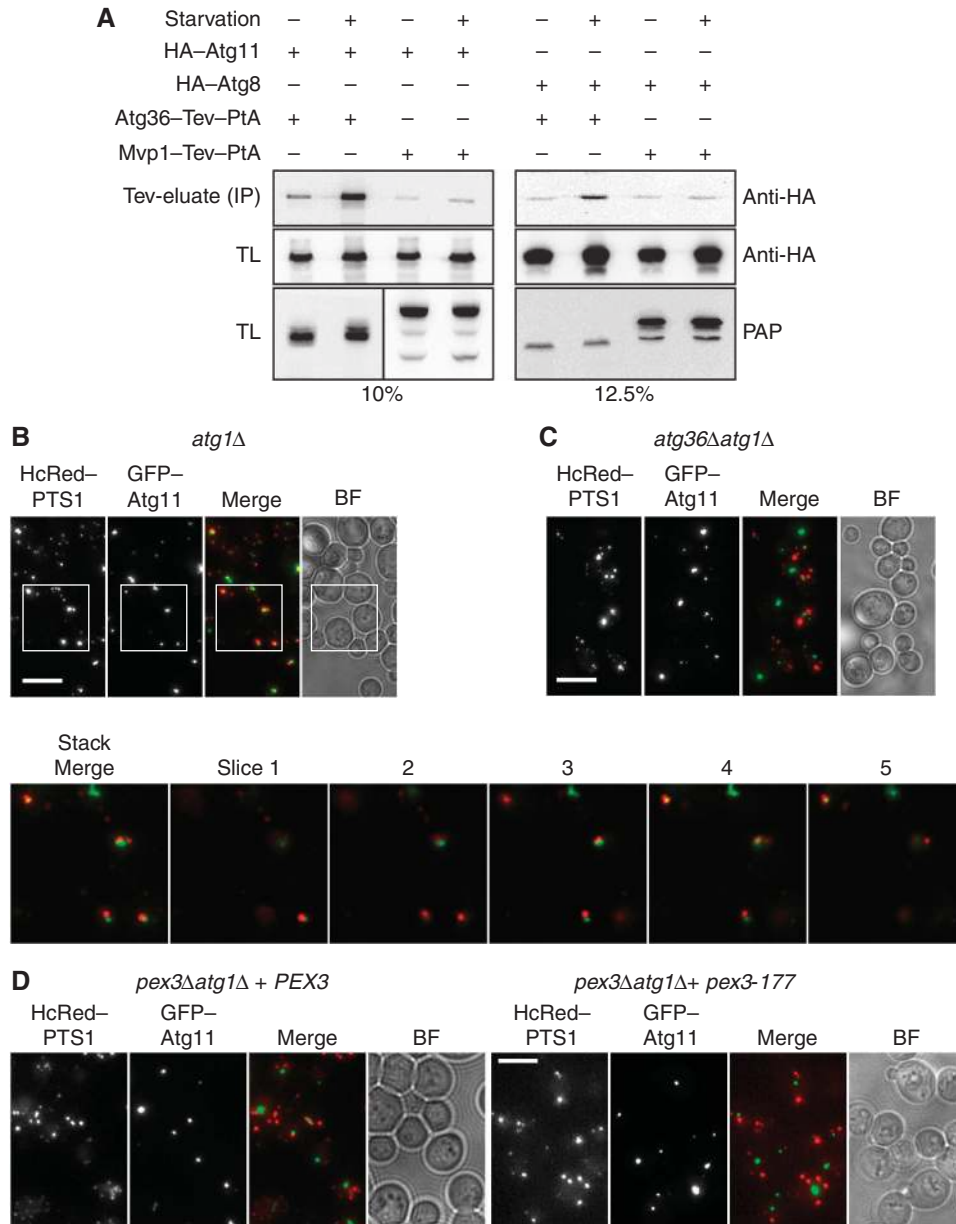 A
Starvation – + – + – + – +
HA–Atg11 + + + + – – – –
HA–Atg8 – – – – + + + +
Atg36–Tev–PtA + + – – + + – –
Mvp1–Tev–PtA – – + + – – + +
Tev-eluate (IP) Anti-HA
TL Anti-HA
TL PAP
10% 12.5%
B atg1Δ
HcRed– GFP–
PTS1 Atg11 Merge BF
C atg36Δatg1Δ
HcRed– GFP–
PTS1 Atg11 Merge BF
Stack
Merge Slice 1 2 3 4 5
D pex3Δatg1Δ + PEX3 pex3Δatg1Δ+ pex3-177
HcRed– GFP– HcRed– GFP–
PTS1 Atg11 Merge BF PTS1 Atg11 Merge BF